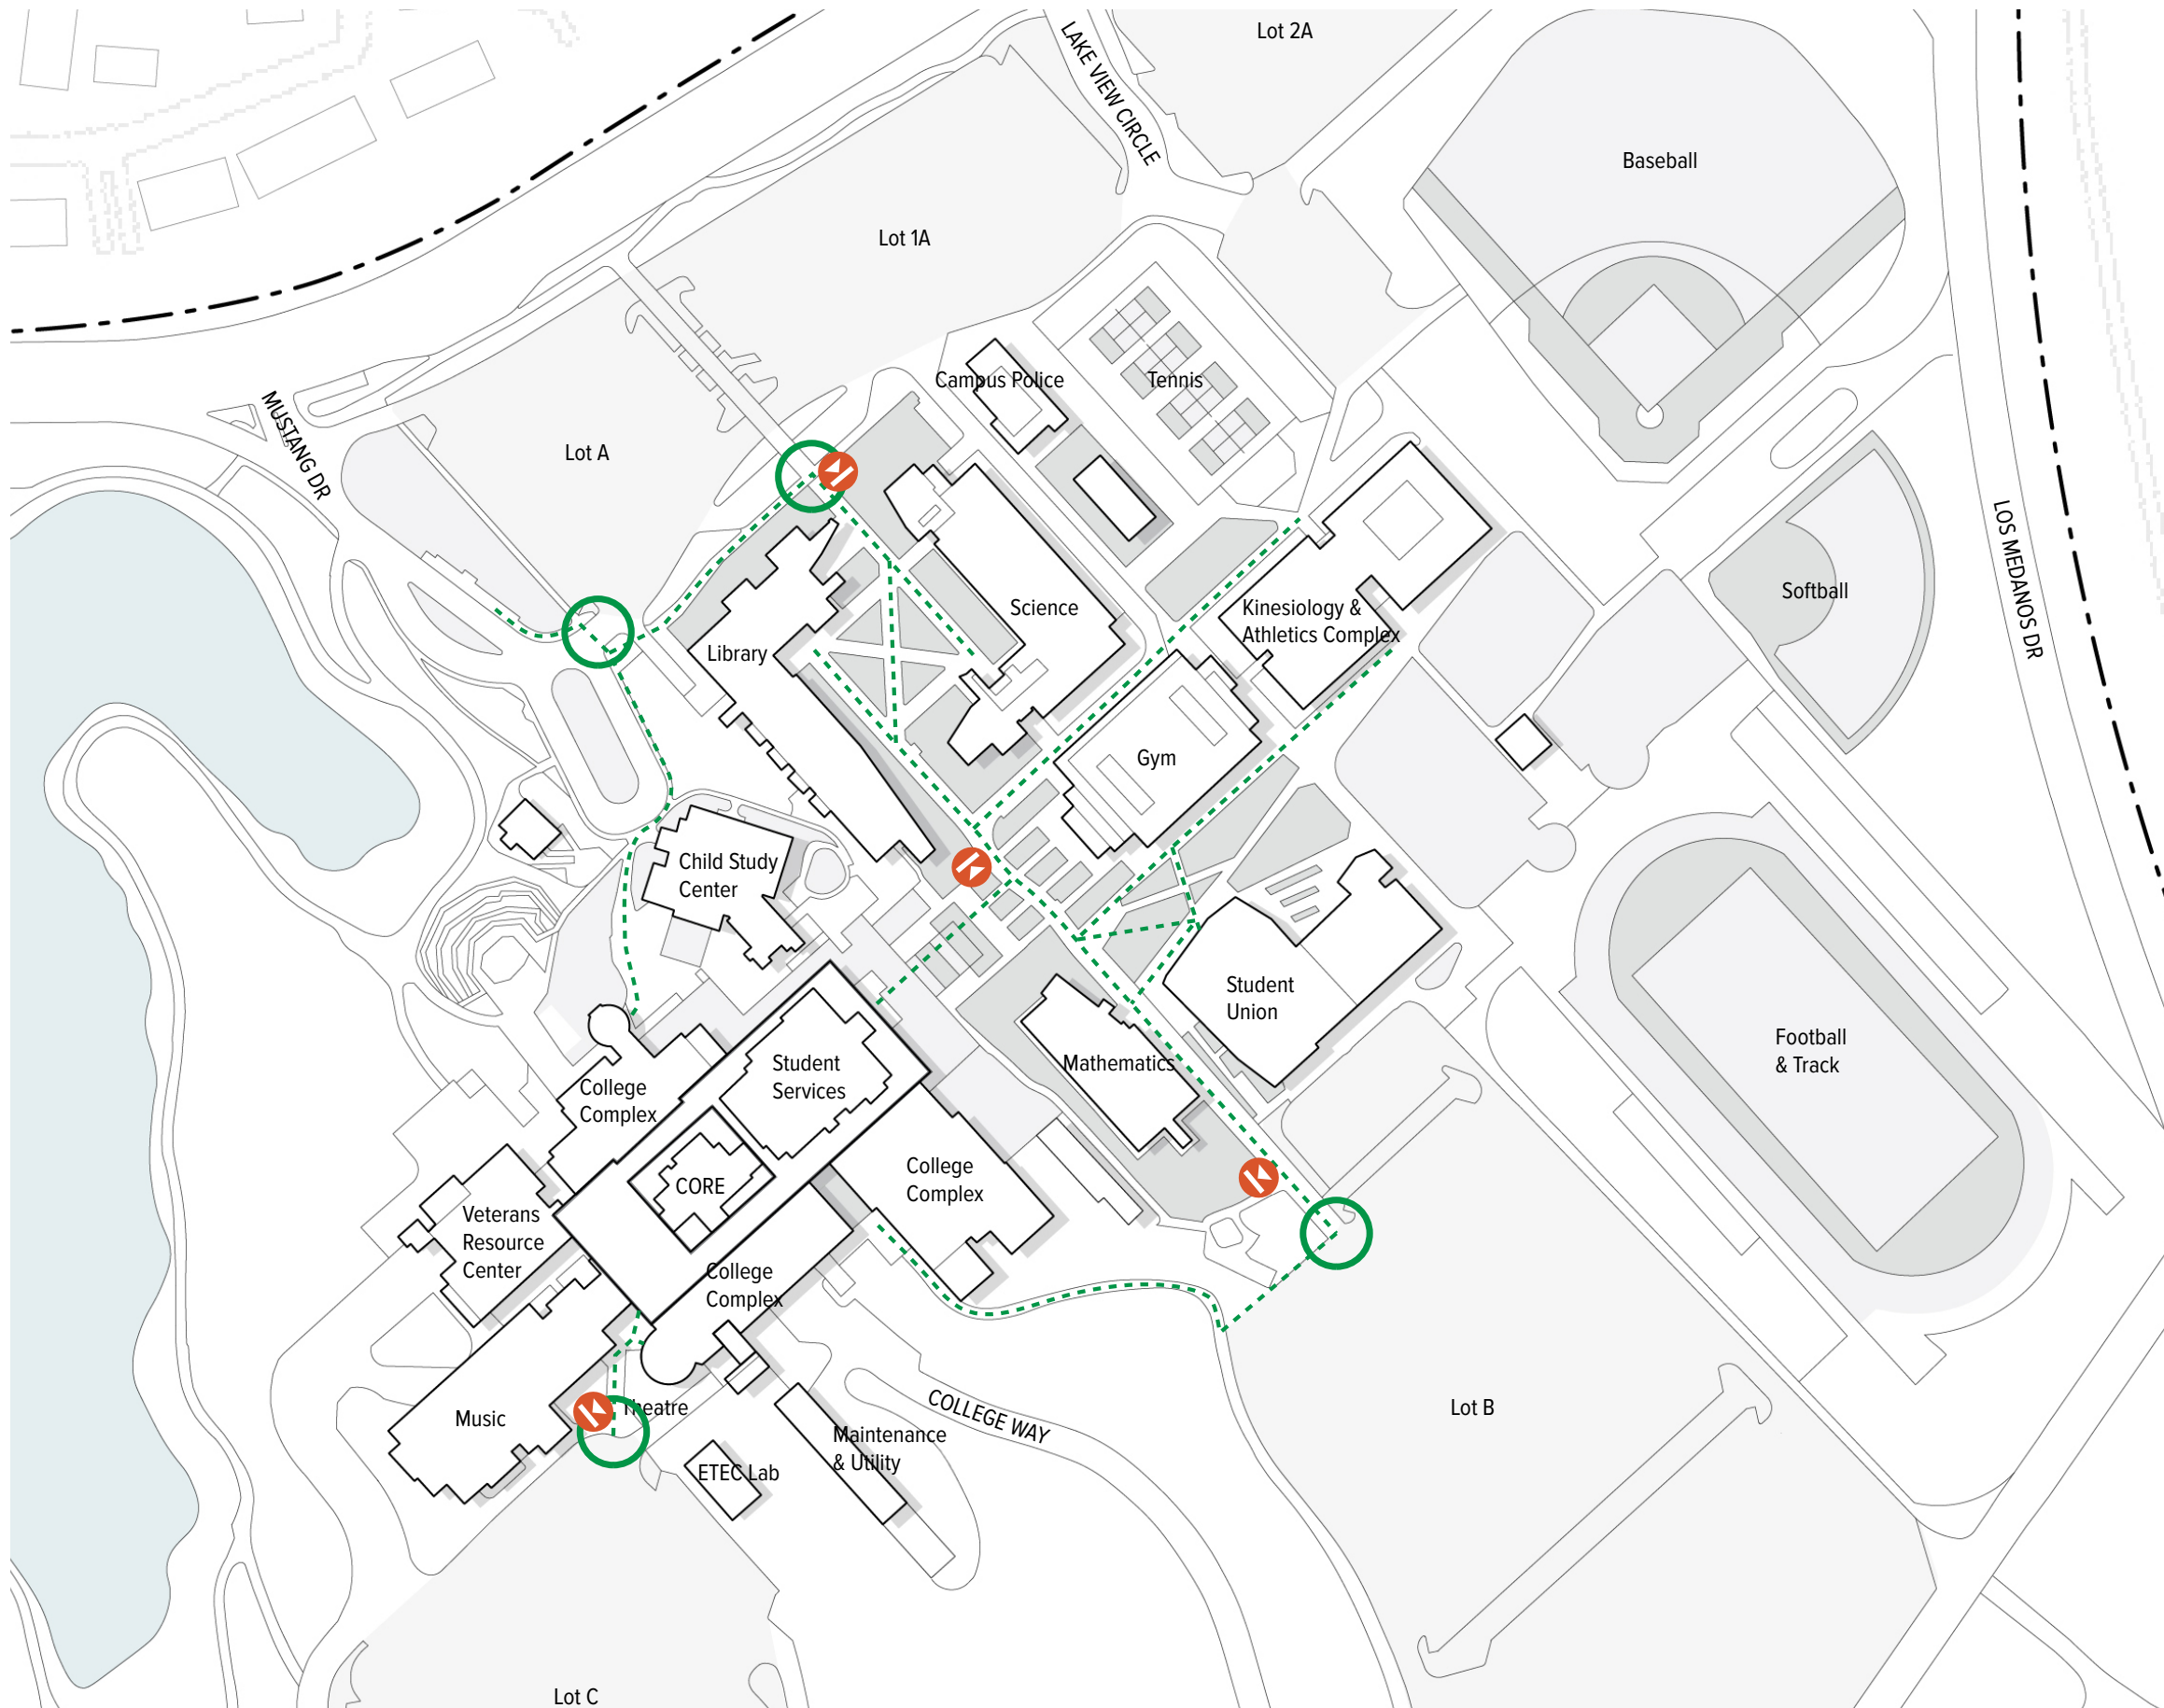 Lot 2A
LAKE VIEW CIRCLE
Baseball
Lot 1A
Campus Police
Tennis
MUSTANG DR
Lot A
LOS MEDANOS DR
Softball
Science
Kinesiology &
Athletics Complex
Library
Gym
Child Study
Center
Student
Union
Football
& Track
Mathematics
Student
Services
College
Complex
College
Complex
CORE
Veterans
Resource
Center
College
Complex
Theatre
Music
COLLEGE WAY
Lot B
Maintenance
& Utility
ETEC Lab
Lot C